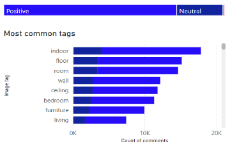 Positive
Neutral
Most common tags
indoor
floor
room
wall
ceiling
bedroom
furniture
living
Image tag
0K
10K
20K
Count of comments